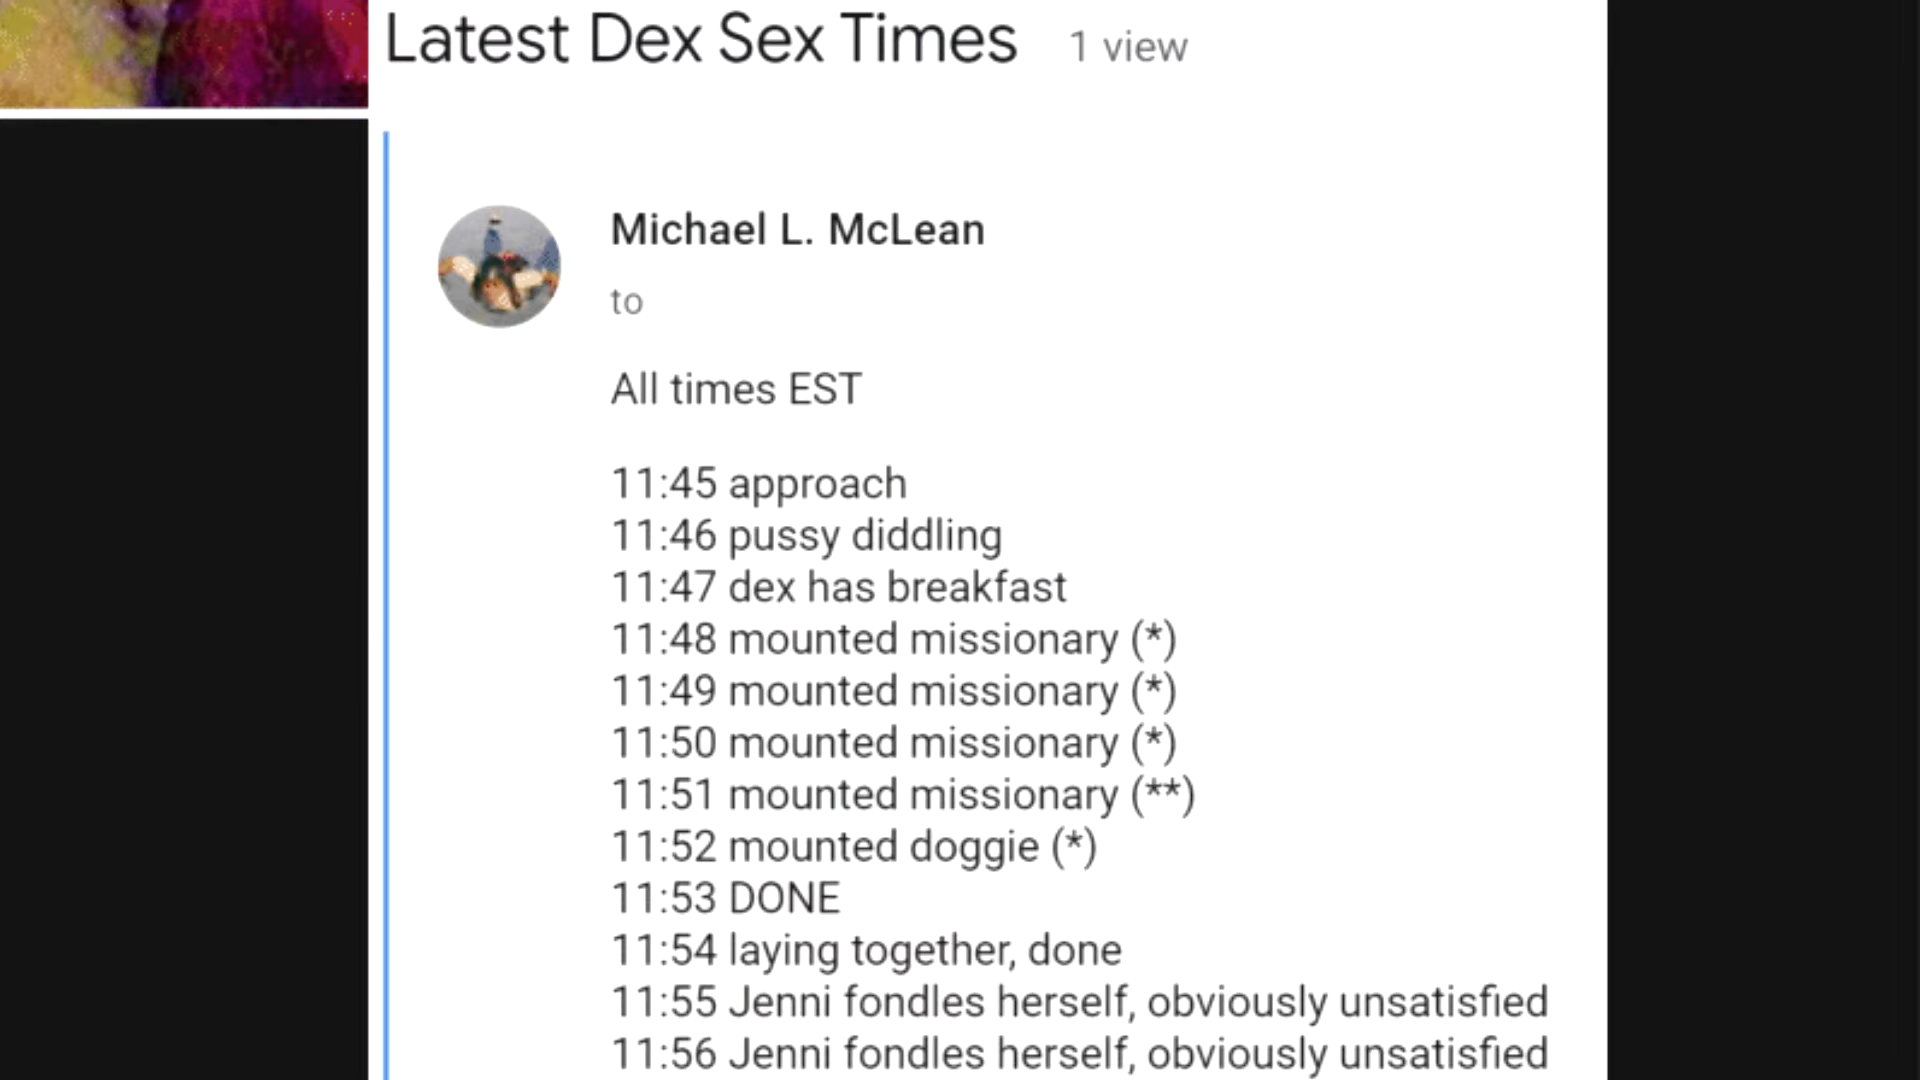 Latest Dex Sex Times 1 view
Michael L. McLean
to
All times EST
11:45 approach
11:46 pussy diddling
11:47 dex has breakfast
11:48 mounted missionary (*)
11:49 mounted missionary (*)
11:50 mounted missionary (*)
11:51 mounted missionary (**)
11:52 mounted doggie (*)
11:53 DONE
11:54 laying together, done
11:55 Jenni fondles herself, obviously unsatisfied
11:56 Jenni fondles herself, obviously unsatisfied